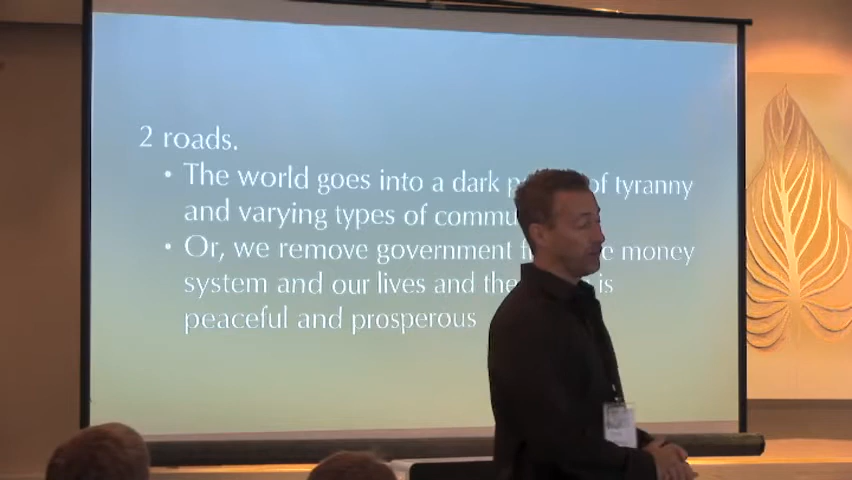 2 roads.
• The world goes into a dark of tyranny
and varying types of
• Or, we remove government money
system and our lives and is
peaceful and prosperous